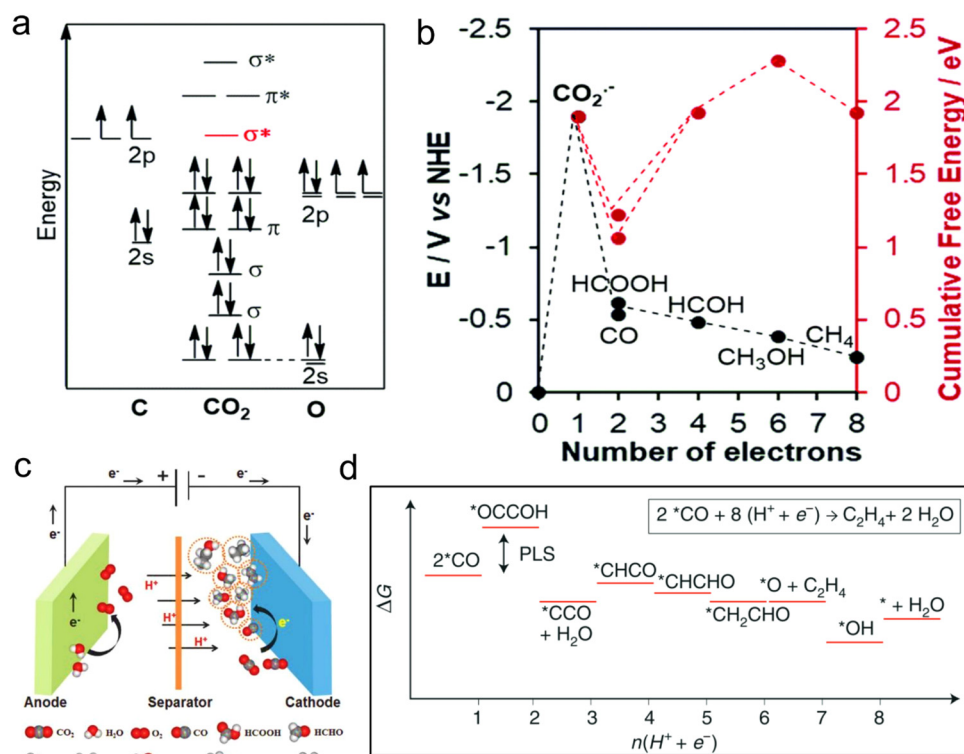 a
Energy
σ*
π*
σ*
2p
2s
π
σ
σ
2p
2s
C
CO₂
O
b
E / V vs NHE
-2.5
-2
-1.5
-1
-0.5
0
0 1 2 3 4 5 6 7 8
Number of electrons
CO₂·⁻
HCOOH
CO
HCOH
CH₃OH
CH₄
2.5
2
1.5
1
0.5
0
Cumulative Free Energy / eV
c
e⁻
+ −
e⁻
e⁻
e⁻
e⁻
H⁺
H⁺
H⁺
H⁺
e⁻
Anode
Separator
Cathode
CO₂ H₂O O₂ CO HCOOH HCHO
d
2 *CO + 8 (H⁺ + e⁻) → C₂H₄ + 2 H₂O
ΔG
2*CO
*OCCOH
PLS
*CCO
+ H₂O
*CHCO
*CHCHO
*CH₂CHO
*O + C₂H₄
*OH
* + H₂O
1 2 3 4 5 6 7 8
n(H⁺ + e⁻)